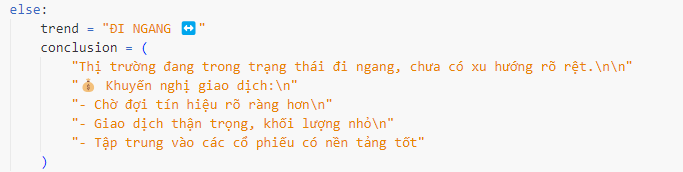 else:
trend = "ĐI NGANG ↔️"
conclusion = (
"Thị trường đang trong trạng thái đi ngang, chưa có xu hướng rõ rệt.\n\n"
"💰 Khuyến nghị giao dịch:\n"
"- Chờ đợi tín hiệu rõ ràng hơn\n"
"- Giao dịch thận trọng, khối lượng nhỏ\n"
"- Tập trung vào các cổ phiếu có nền tảng tốt"
)